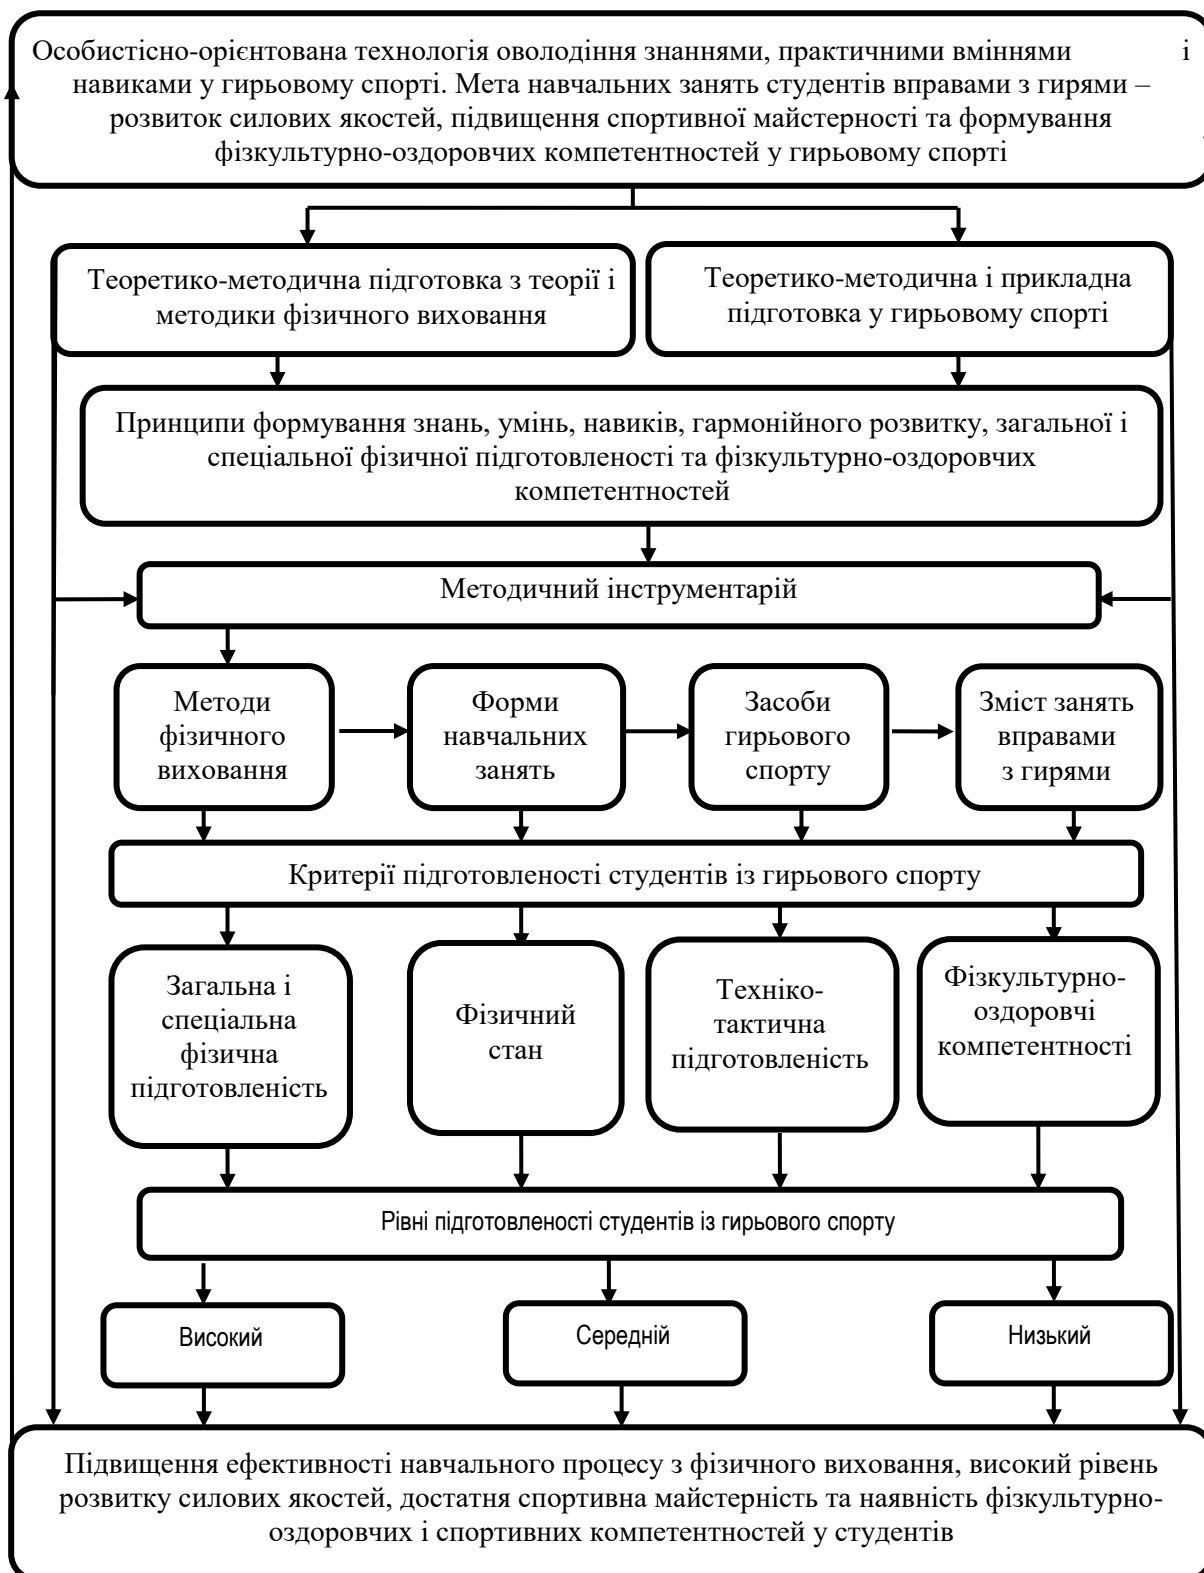 Особистісно-орієнтована технологія оволодіння знаннями, практичними вміннями і
навиками у гирьовому спорті. Мета навчальних занять студентів вправами з гирями –
розвиток силових якостей, підвищення спортивної майстерності та формування
фізкультурно-оздоровчих компетентностей у гирьовому спорті
Теоретико-методична підготовка з теорії і
методики фізичного виховання
Теоретико-методична і прикладна
підготовка у гирьовому спорті
Принципи формування знань, умінь, навиків, гармонійного розвитку, загальної і
спеціальної фізичної підготовленості та фізкультурно-оздоровчих
компетентностей
Методичний інструментарій
Методи
фізичного
виховання
Форми
навчальних
занять
Засоби
гирьового
спорту
Зміст занять
вправами
з гирями
Критерії підготовленості студентів із гирьового спорту
Загальна і
спеціальна
фізична
підготовленість
Фізичний
стан
Техніко-
тактична
підготовленість
Фізкультурно-
оздоровчі
компетентності
Рівні підготовленості студентів із гирьового спорту
Високий
Середній
Низький
Підвищення ефективності навчального процесу з фізичного виховання, високий рівень
розвитку силових якостей, достатня спортивна майстерність та наявність фізкультурно-
оздоровчих і спортивних компетентностей у студентів